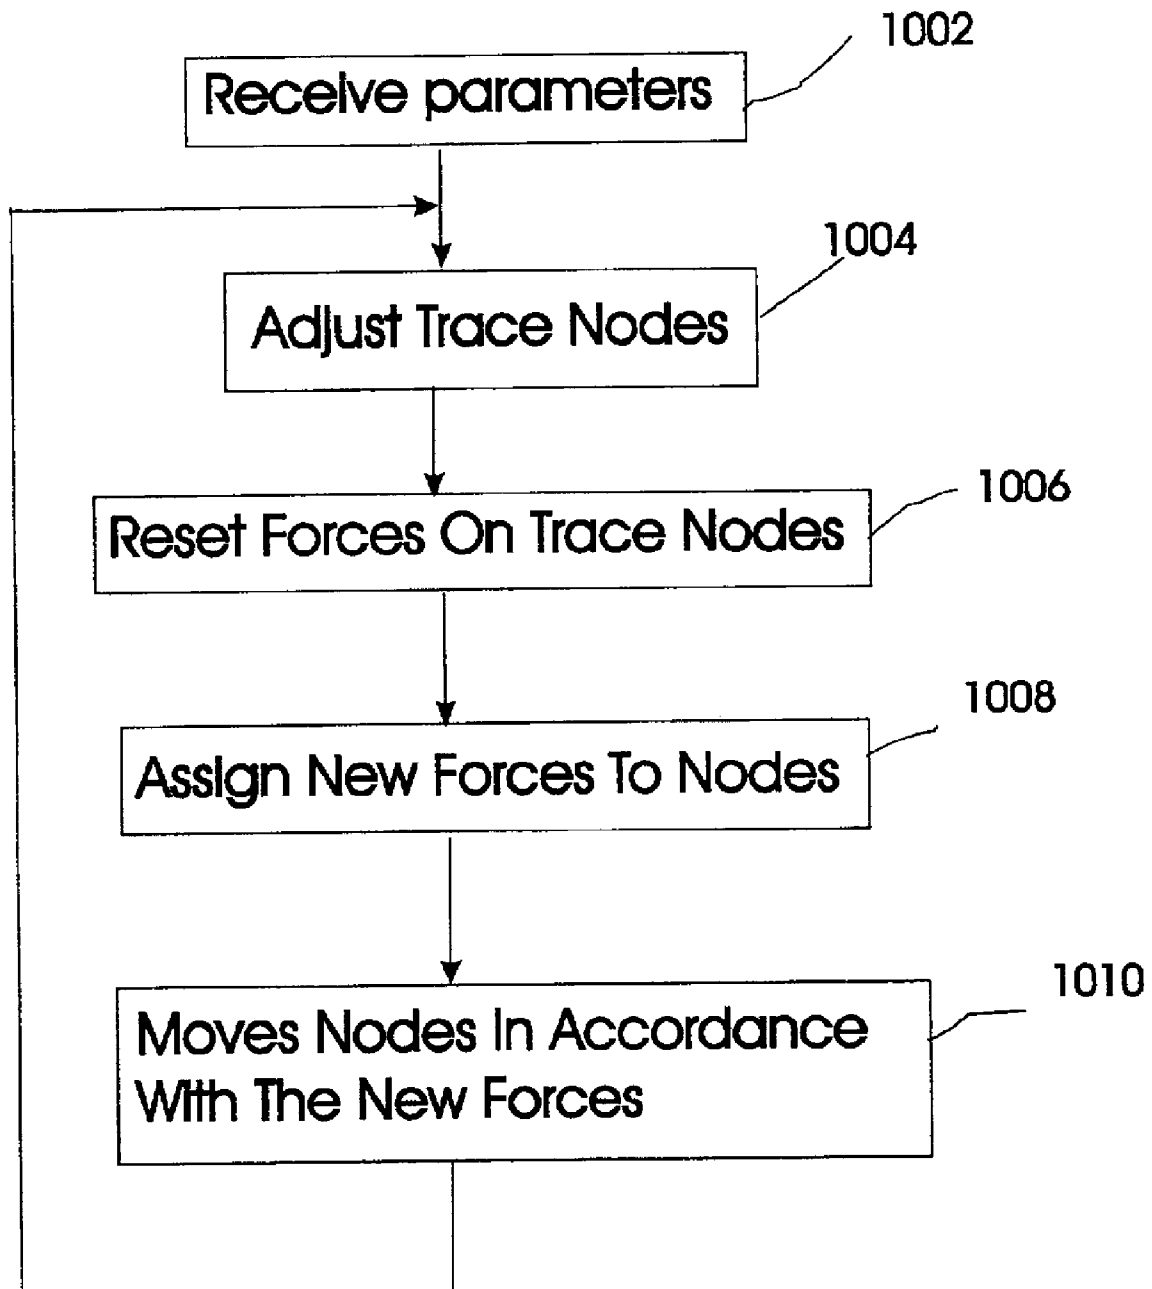 1002
Receive parameters
1004
Adjust Trace Nodes
1006
Reset Forces On Trace Nodes
1008
Assign New Forces To Nodes
1010
Moves Nodes In Accordance
With The New Forces